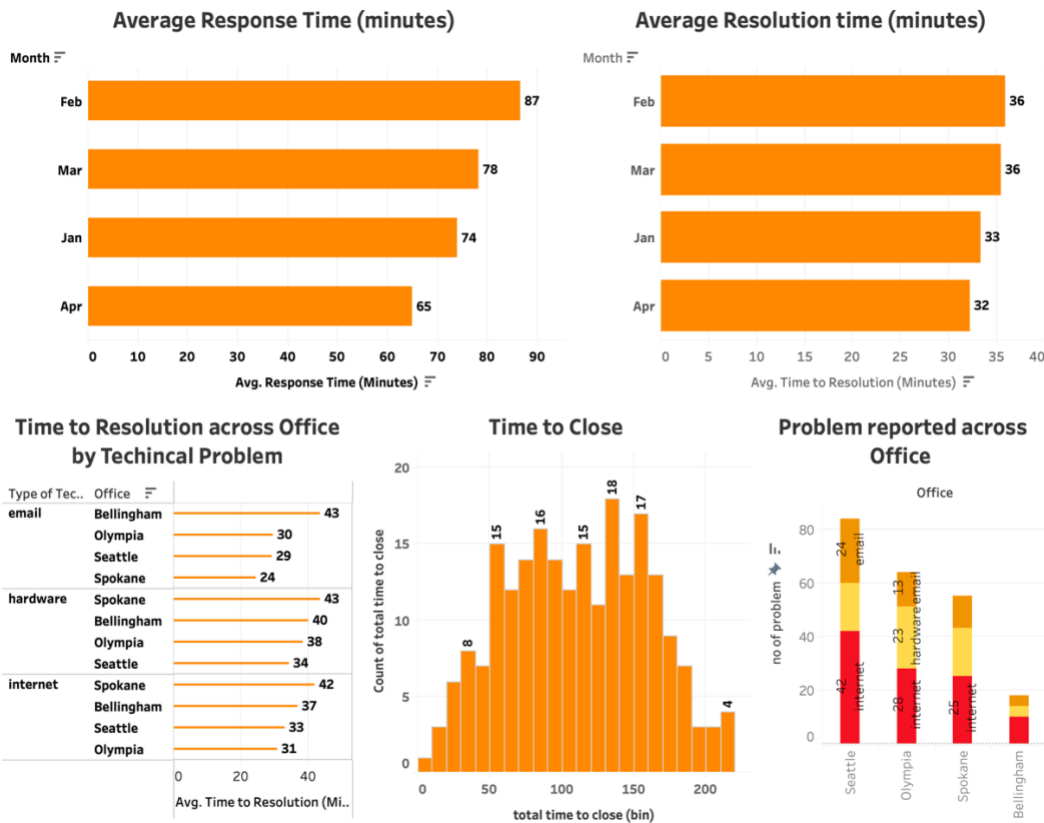 Average Response Time (minutes)
Month
Feb
87
Mar
78
Jan
74
Apr
65
0 10 20 30 40 50 60 70 80 90
Avg. Response Time (Minutes)
Average Resolution time (minutes)
Month
Feb
36
Mar
36
Jan
33
Apr
32
0 5 10 15 20 25 30 35 40
Avg. Time to Resolution (Minutes)
Time to Resolution across Office
by Techincal Problem
Type of Tec.. Office
email Bellingham 43
Olympia 30
Seattle 29
Spokane 24
hardware Spokane 43
Bellingham 40
Olympia 38
Seattle 34
internet Spokane 42
Bellingham 37
Seattle 33
Olympia 31
0 20 40
Avg. Time to Resolution (Mi..
Time to Close
Count of total time to close
20
15
10
5
0
8
15
16
15
18
17
4
0 50 100 150 200
total time to close (bin)
Problem reported across
Office
Office
no of problem
80
60
40
20
0
24
email
42
internet
13
email
23
hardware
28
internet
25
internet
Seattle
Olympia
Spokane
Bellingham